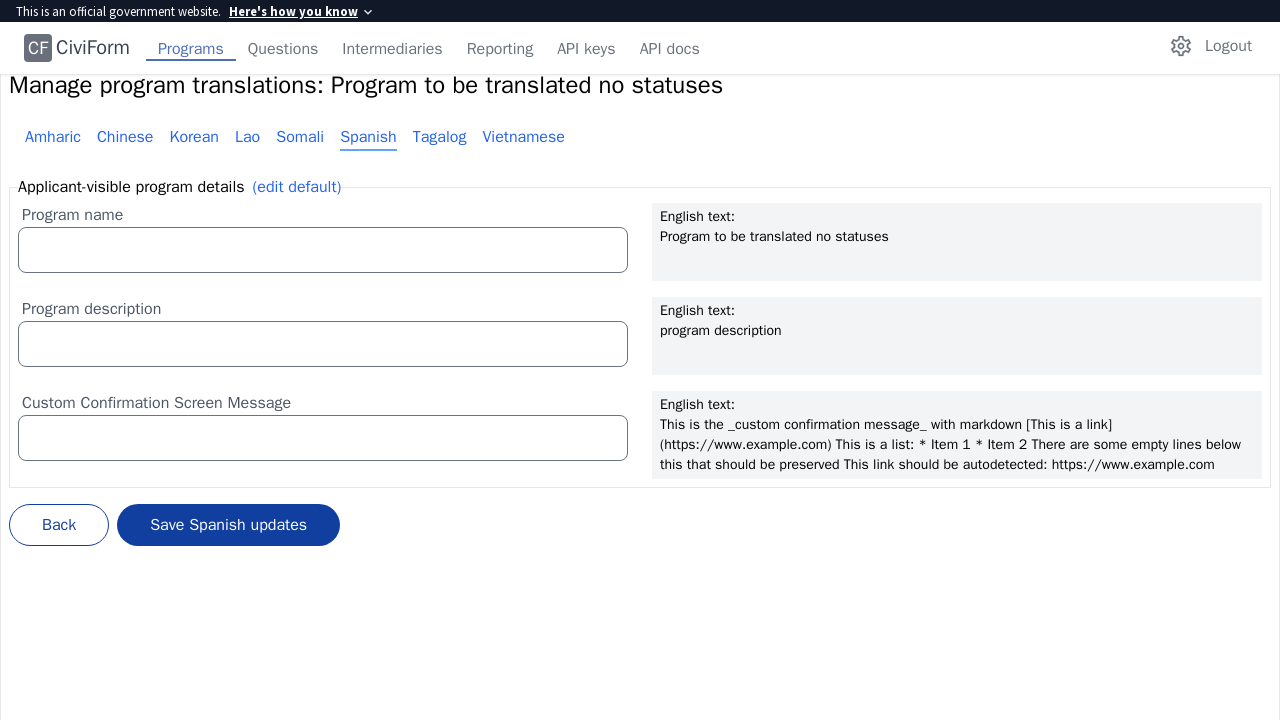 This is an official government website. Here's how you know
CF CiviForm Programs Questions Intermediaries Reporting API keys API docs Logout
Manage program translations: Program to be translated no statuses
Amharic Chinese Korean Lao Somali Spanish Tagalog Vietnamese
Applicant-visible program details (edit default)
Program name
English text:
Program to be translated no statuses
Program description
English text:
program description
Custom Confirmation Screen Message
English text:
This is the _custom confirmation message_ with markdown [This is a link]
(https://www.example.com) This is a list: * Item 1 * Item 2 There are some empty lines below
this that should be preserved This link should be autodetected: https://www.example.com
Back Save Spanish updates